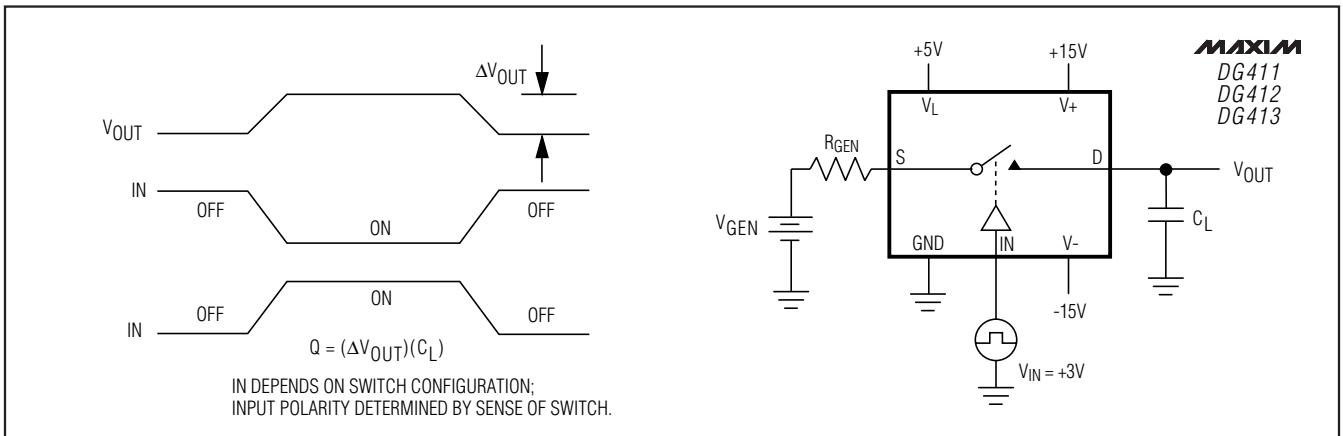 ΔVOUT
VOUT
IN
OFF
ON
OFF
IN
OFF
ON
OFF
Q = (ΔVOUT)(CL)
IN DEPENDS ON SWITCH CONFIGURATION;
INPUT POLARITY DETERMINED BY SENSE OF SWITCH.
+5V
+15V
MAXIM
DG411
DG412
DG413
VL
V+
RGEN
S
D
VOUT
VGEN
CL
GND
IN
V-
-15V
VIN = +3V